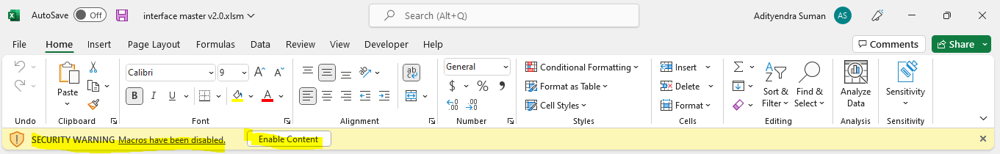 AutoSave Off interface master v2.0.xlsm Search (Alt+Q) Adityendra Suman AS
File Home Insert Page Layout Formulas Data Review View Developer Help Comments Share
Calibri 9 A A ab General Conditional Formatting Insert
Paste B I U A $ % Format as Table Delete Sort & Filter Find & Select Analyze Data Sensitivity
Cell Styles Format
Undo Clipboard Font Alignment Number Styles Cells Editing Analysis Sensitivity
SECURITY WARNING Macros have been disabled. Enable Content